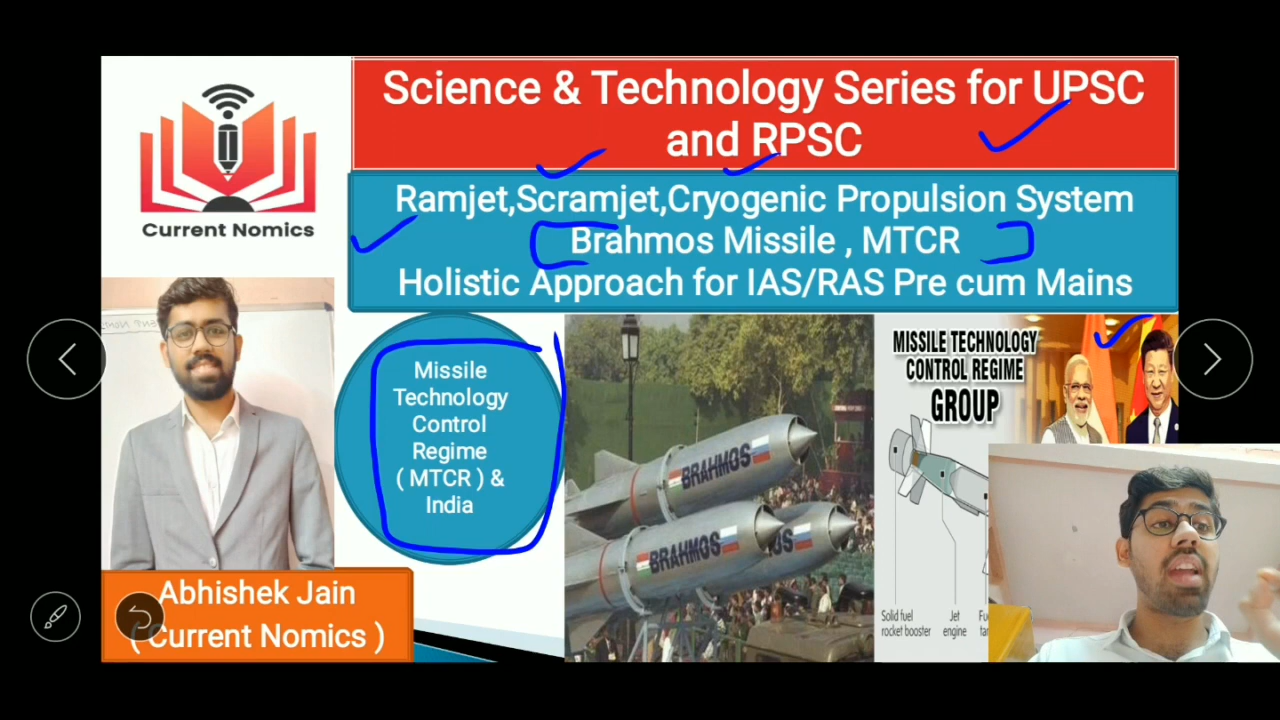 Science & Technology Series for UPSC
and RPSC
Current Nomics
Ramjet,Scramjet,Cryogenic Propulsion System
Brahmos Missile , MTCR
Holistic Approach for IAS/RAS Pre cum Mains
Missile
Technology
Control
Regime
( MTCR ) &
India
BRAHMOS
BRAHMOS
OS
MISSILE TECHNOLOGY
CONTROL REGIME
GROUP
Solid fuel
rocket booster
Jet
engine
Abhishek Jain
( Current Nomics )